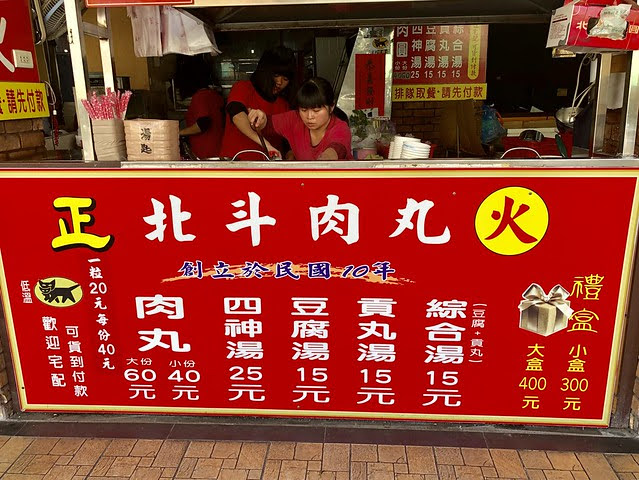 火
請付款
肉圓
大 小
四神湯 25
豆腐湯 15
貢丸湯 15
綜合湯 15
排隊取餐・請先付款
湯匙
正 北斗肉丸 火
創立於民國10年
低溫
歡迎宅配
可貨到付款
一粒20元每份40元
肉丸
大份 60元
小份 40元
四神湯 25元
豆腐湯 15元
貢丸湯 15元
綜合湯 15元
(豆腐+貢丸)
禮盒
大盒 400元
小盒 300元